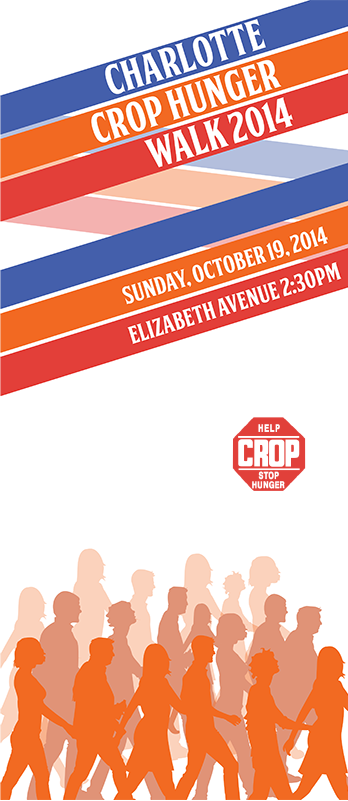 CHARLOTTE
CROP HUNGER
WALK 2014
SUNDAY, OCTOBER 19, 2014
ELIZABETH AVENUE 2:30PM
HELP
CROP
STOP
HUNGER